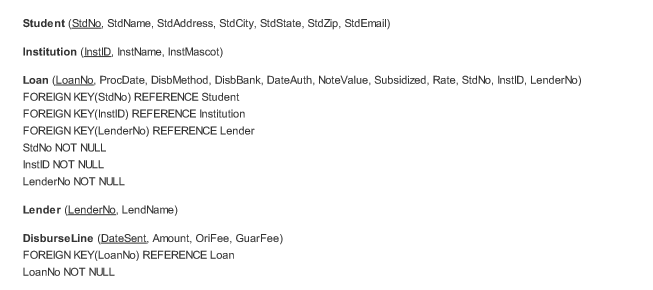 Student (StdNo, StdName, StdAddress, StdCity, StdState, StdZip, StdEmail)
Institution (InstID, InstName, InstMascot)
Loan (LoanNo, ProcDate, DisbMethod, DisbBank, DateAuth, NoteValue, Subsidized, Rate, StdNo, InstID, LenderNo)
FOREIGN KEY(StdNo) REFERENCE Student
FOREIGN KEY(InstID) REFERENCE Institution
FOREIGN KEY(LenderNo) REFERENCE Lender
StdNo NOT NULL
InstID NOT NULL
LenderNo NOT NULL
Lender (LenderNo, LendName)
DisburseLine (DateSent, Amount, OriFee, GuarFee)
FOREIGN KEY(LoanNo) REFERENCE Loan
LoanNo NOT NULL